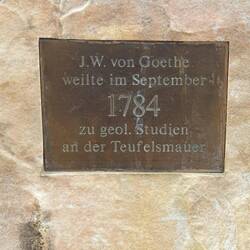 J.W. von Goethe
weilte im September
1784
zu geol. Studien
an der Teufelsmauer